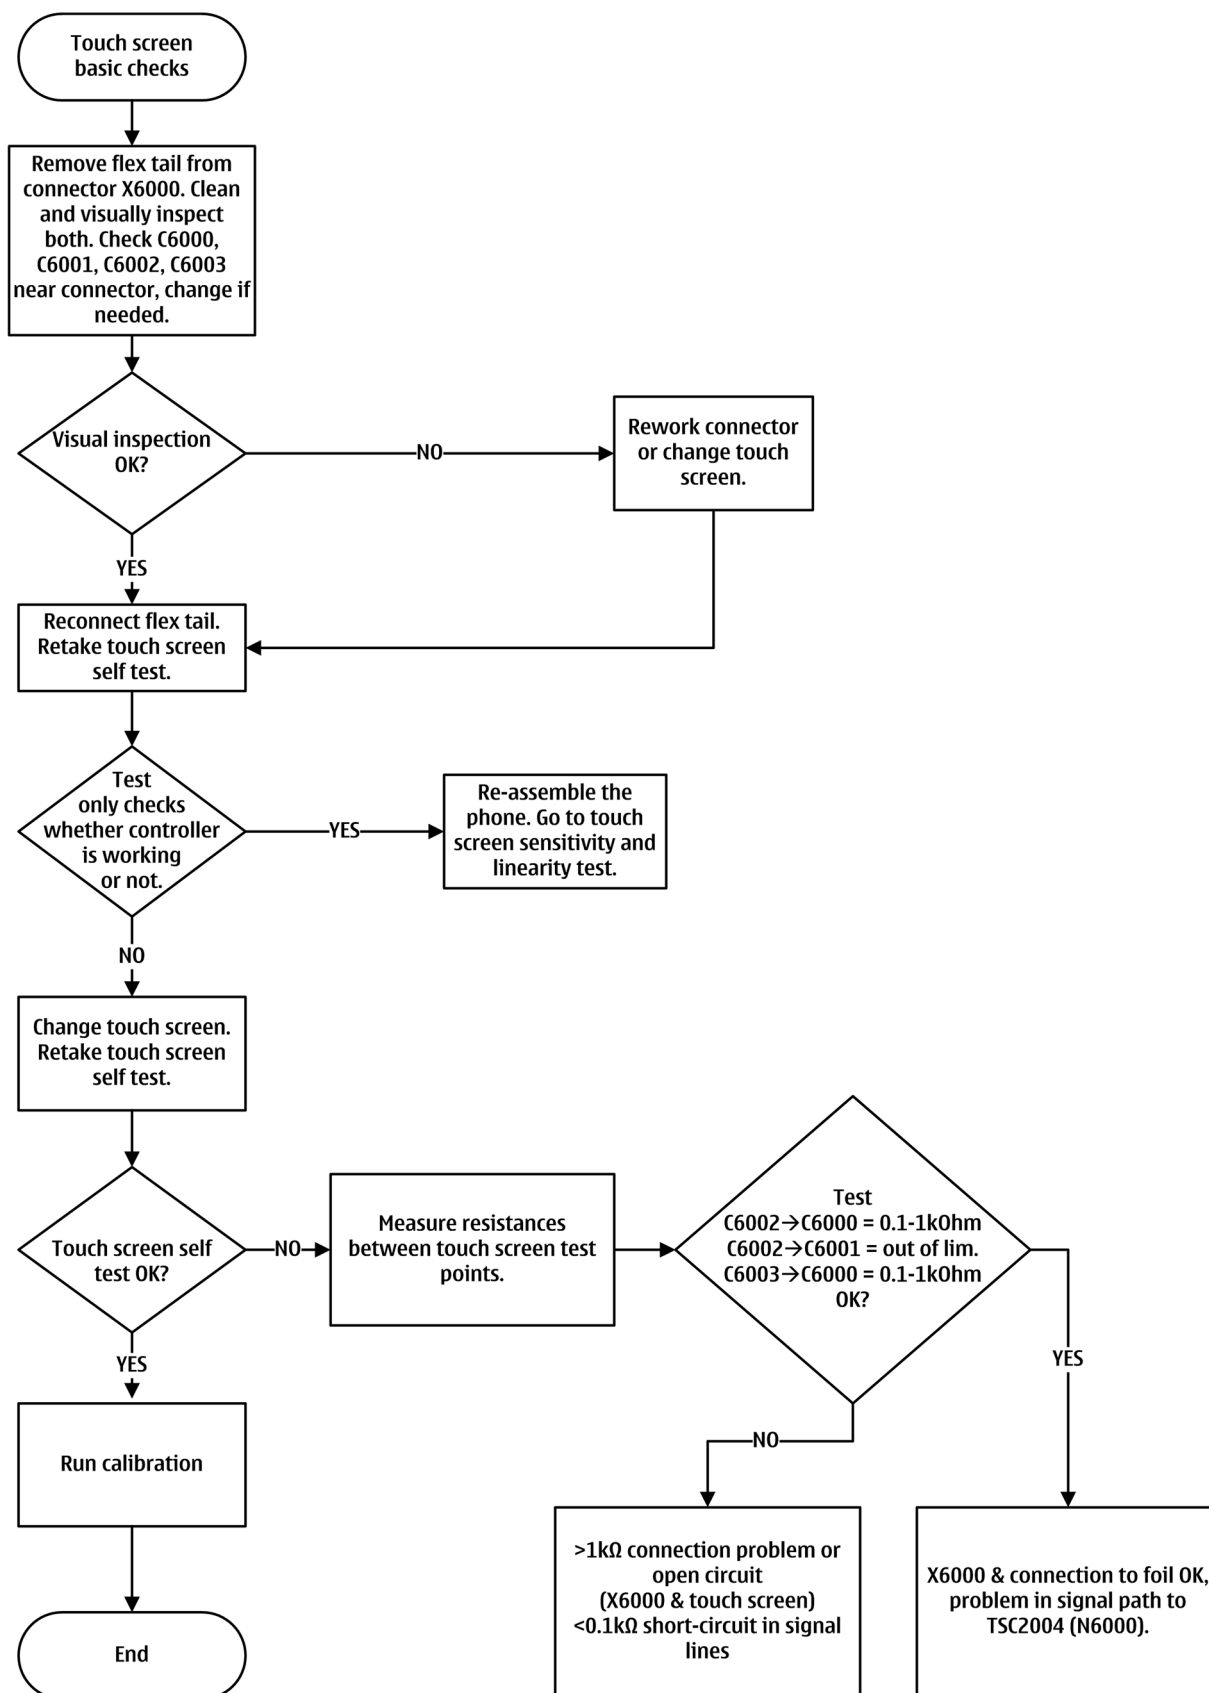 Touch screen
basic checks
Remove flex tail from
connector X6000. Clean
and visually inspect
both. Check C6000,
C6001, C6002, C6003
near connector, change if
needed.
Visual inspection
OK?
NO
Rework connector
or change touch
screen.
YES
Reconnect flex tail.
Retake touch screen
self test.
Test
only checks
whether controller
is working
or not.
YES
Re-assemble the
phone. Go to touch
screen sensitivity and
linearity test.
NO
Change touch screen.
Retake touch screen
self test.
Touch screen self
test OK?
NO
Measure resistances
between touch screen test
points.
Test
C6002→C6000 = 0.1-1kOhm
C6002→C6001 = out of lim.
C6003→C6000 = 0.1-1kOhm
OK?
YES
YES
NO
Run calibration
>1kΩ connection problem or
open circuit
(X6000 & touch screen)
<0.1kΩ short-circuit in signal
lines
X6000 & connection to foil OK,
problem in signal path to
TSC2004 (N6000).
End